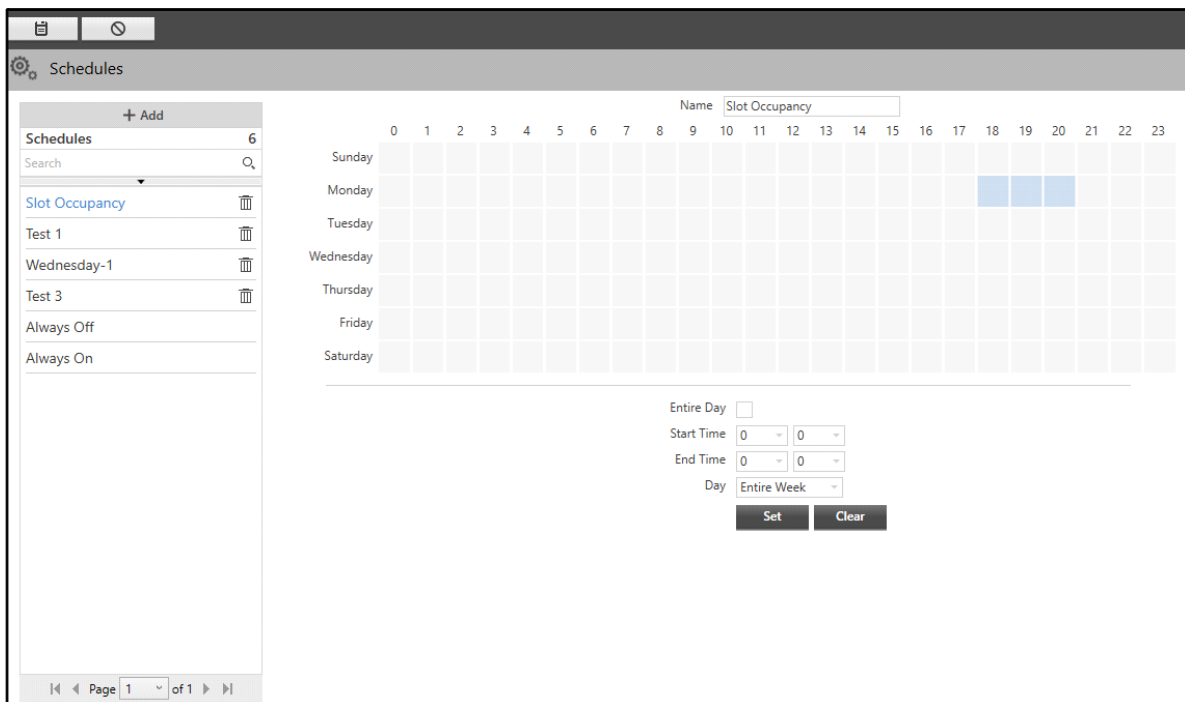 Schedules
+ Add
Schedules 6
Search
Slot Occupancy
Test 1
Wednesday-1
Test 3
Always Off
Always On
Page 1 of 1
Name Slot Occupancy
0 1 2 3 4 5 6 7 8 9 10 11 12 13 14 15 16 17 18 19 20 21 22 23
Sunday
Monday
Tuesday
Wednesday
Thursday
Friday
Saturday
Entire Day
Start Time 0 0
End Time 0 0
Day Entire Week
Set Clear